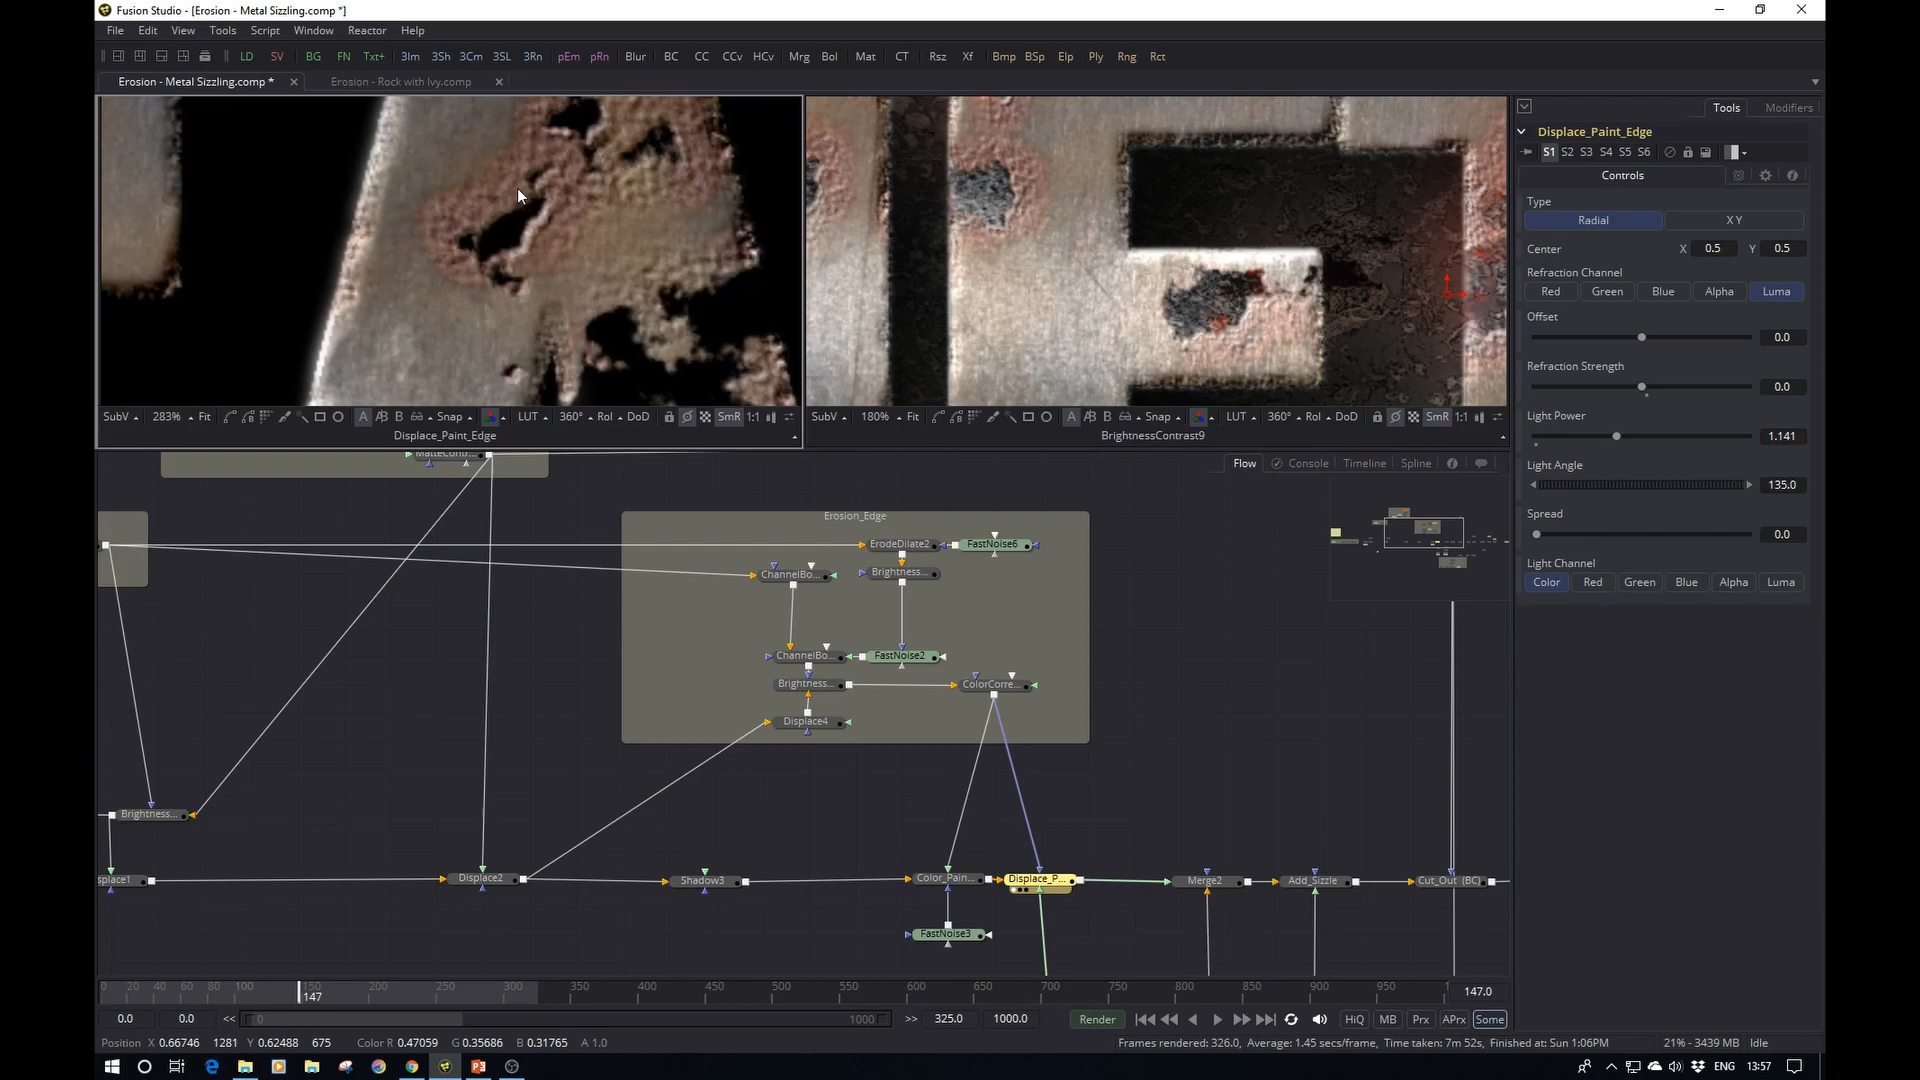 Fusion Studio - [Erosion - Metal Sizzling.comp *]
File Edit View Tools Script Window Reactor Help
LD SV BG FN Txt+ 3Im 3Sh 3Cm 3SL 3Rn pEm pRn Blur BC CC CCv HCv Mrg Bol Mat CT Rsz Xf Bmp BSp Elp Ply Rng Rct
Erosion - Metal Sizzling.comp * Erosion - Rock with Ivy.comp
Tools Modifiers
Displace_Paint_Edge
S1 S2 S3 S4 S5 S6
Controls
Type
Radial X Y
Center X 0.5 Y 0.5
Refraction Channel
Red Green Blue Alpha Luma
Offset
0.0
Refraction Strength
0.0
Light Power
1.141
Light Angle
135.0
Spread
0.0
Light Channel
Color Red Green Blue Alpha Luma
SubV 283% Fit A B Snap LUT 360° Rol DoD SmR 1:1
Displace_Paint_Edge
SubV 180% Fit A B Snap LUT 360° Rol DoD SmR 1:1
BrightnessContrast9
Flow Console Timeline Spline
MatteContr...
Erosion_Edge
ErodeDilate2 FastNoise6
ChannelBo... Brightness...
ChannelBo... FastNoise2
Brightness... ColorCorre...
Displace4
Brightness...
splace1 Displace2 Shadow3 Color_Pain... Displace_P... Merge2 Add_Sizzle Cut_Out (BC)
FastNoise3
0 20 40 60 80 100 150 200 250 300 350 400 450 500 550 600 650 700 750 800 850 900 950
147
147.0
0.0 0.0 << 0 1000 >> 325.0 1000.0 Render HiQ MB Prx APrx Some
Position X 0.66746 1281 Y 0.62488 675 Color R 0.47059 G 0.35686 B 0.31765 A 1.0
Frames rendered: 326.0, Average: 1.45 secs/frame, Time taken: 7m 52s, Finished at: Sun 1:06PM 21% - 3439 MB Idle
ENG 13:57